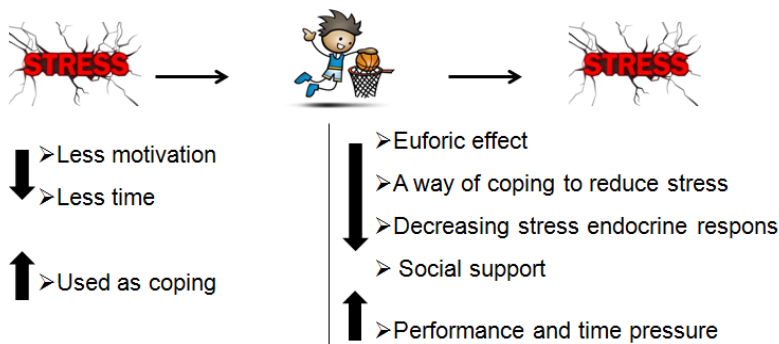 STRESS
STRESS
➢Less motivation
➢Less time
➢Used as coping
➢Euforic effect
➢A way of coping to reduce stress
➢Decreasing stress endocrine respons
➢ Social support
➢Performance and time pressure